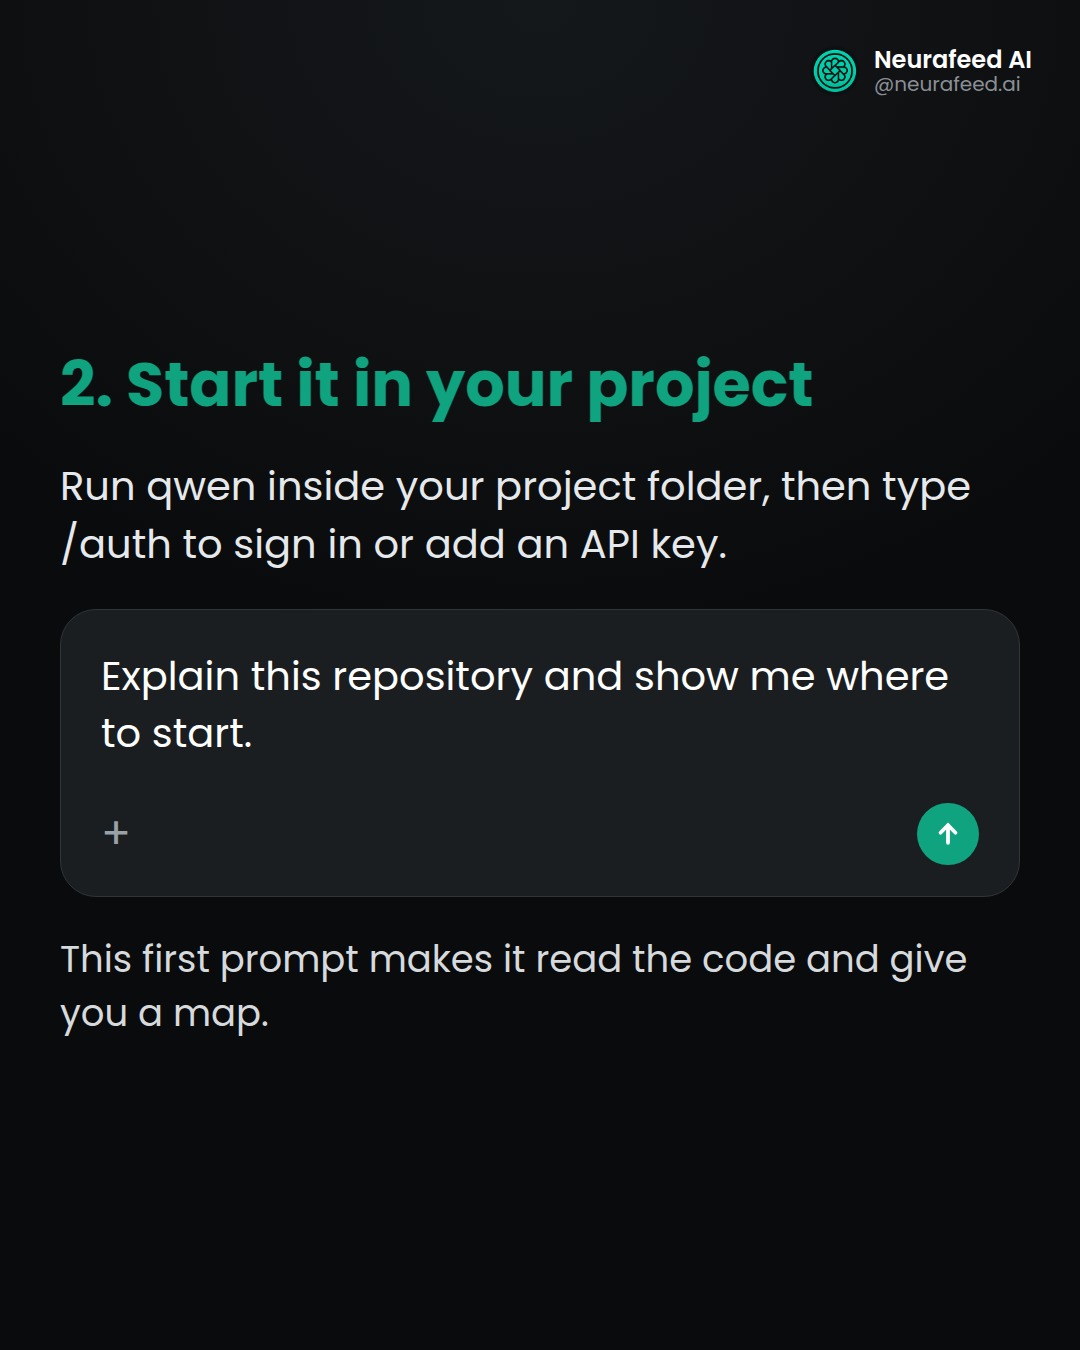 Neurafeed AI
@neurafeed.ai
2. Start it in your project
Run qwen inside your project folder, then type
/auth to sign in or add an API key.
Explain this repository and show me where
to start.
+
This first prompt makes it read the code and give
you a map.